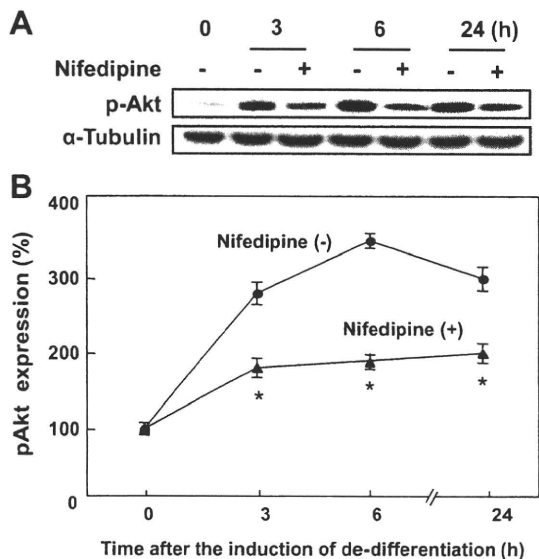 A
0 3 6 24 (h)
Nifedipine - - + - + - +
p-Akt
α-Tubulin
B
400
300
200
100
0
pAkt expression (%)
Nifedipine (-)
Nifedipine (+)
* * *
0 3 6 24
Time after the induction of de-differentiation (h)